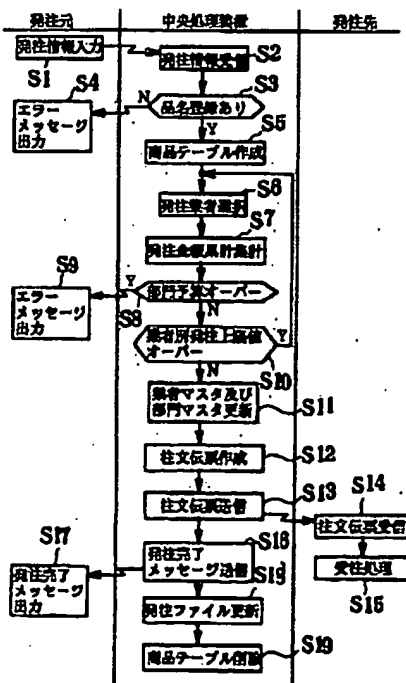 発注元
中央処理装置
発注先
発注情報入力
S1
S2
発注情報受信
S3
N
品名登録あり
S4
エラー
メッセージ
出力
Y
S5
商品テーブル作成
S6
発注業者選択
S7
発注金額累計集計
S9
エラー
メッセージ
出力
Y
部門予算オーバー
S8
N
業者別発注上限値
オーバー
Y
S10
N
業者マスタ及び
部門マスタ更新
S11
注文伝票作成
S12
注文伝票送信
S13
S14
注文伝票受信
受注処理
S15
S17
発注完了
メッセージ
出力
S16
発注完了
メッセージ送信
発注ファイル更新
商品テーブル削除
S19